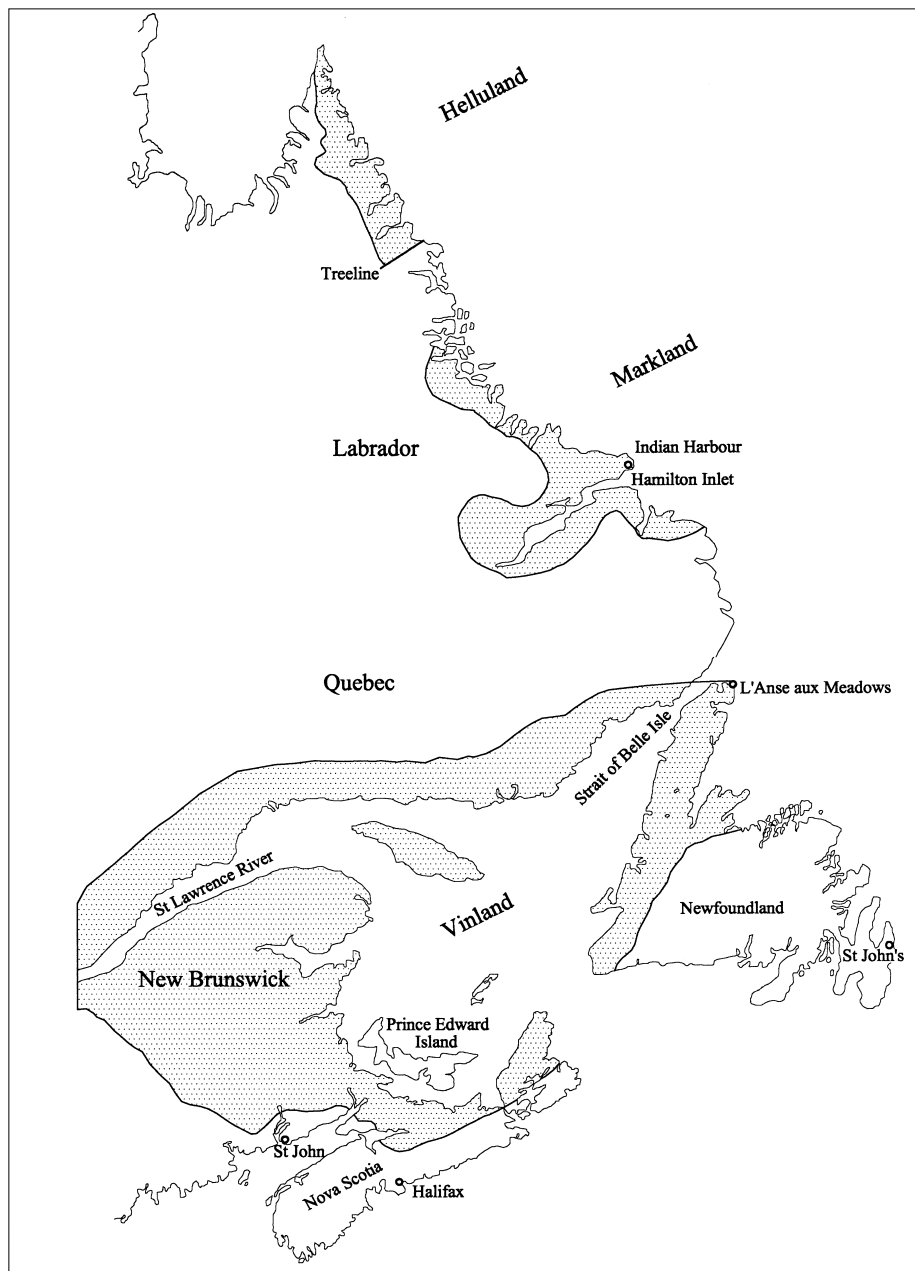 Helluland
Treeline
Markland
Labrador
Indian Harbour
Hamilton Inlet
Quebec
L'Anse aux Meadows
Strait of Belle Isle
St Lawrence River
Vinland
Newfoundland
St John's
New Brunswick
Prince Edward
Island
St John
Nova Scotia
Halifax